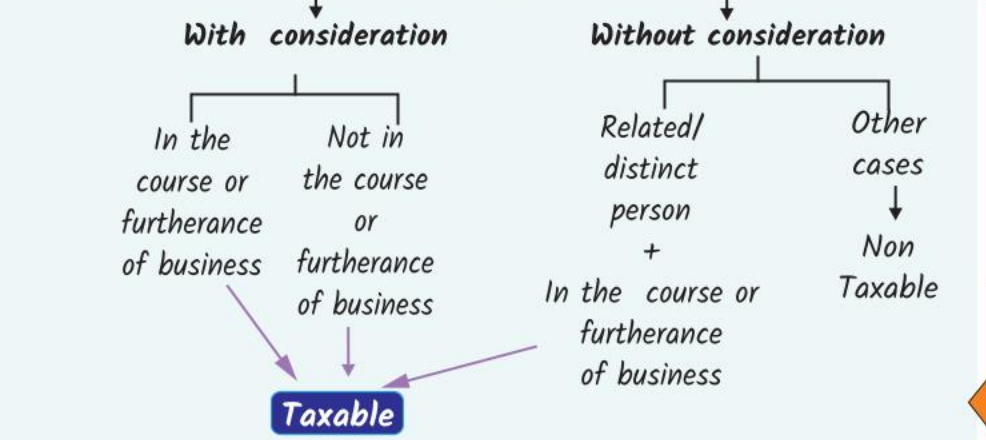 With consideration
Without consideration
In the
course or
furtherance
of business
Not in
the course
or
furtherance
of business
Related/
distinct
person
+
In the course or
furtherance
of business
Other
cases
Non
Taxable
Taxable